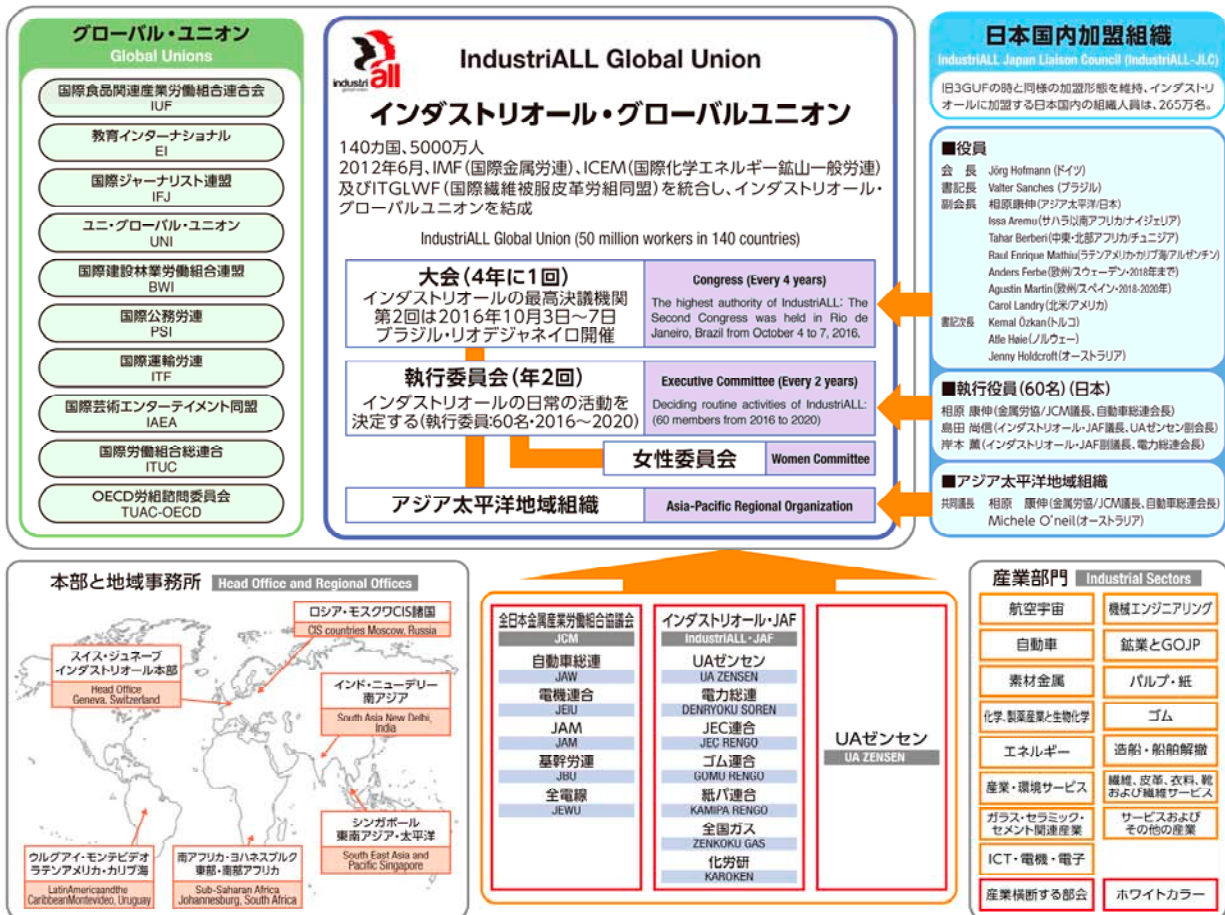 グローバル・ユニオン
Global Unions
国際食品関連産業労働組合連合会
IUF
教育インターナショナル
EI
国際ジャーナリスト連盟
IFJ
ユニ・グローバル・ユニオン
UNI
国際建設林業労働組合連盟
BWI
国際公務労連
PSI
国際運輸労連
ITF
国際芸術エンターテイメント同盟
IAEA
国際労働組合総連合
ITUC
OECD労組諮問委員会
TUAC-OECD
industri
all
global union
IndustriALL Global Union
インダストリオール・グローバルユニオン
140カ国、5000万人
2012年6月、IMF(国際金属労連)、ICEM(国際化学エネルギー鉱山一般労連)
及びITGLWF(国際繊維被服皮革労組同盟)を統合し、インダストリオール・
グローバルユニオンを結成
IndustriALL Global Union (50 million workers in 140 countries)
大会(4年に1回)
インダストリオールの最高決議機関
第2回は2016年10月3日～7日
ブラジル・リオデジャネイロ開催
Congress (Every 4 years)
The highest authority of IndustriALL: The
Second Congress was held in Rio de
Janeiro, Brazil from October 4 to 7, 2016.
執行委員会(年2回)
インダストリオールの日常の活動を
決定する(執行委員:60名・2016～2020)
Executive Committee (Every 2 years)
Deciding routine activities of IndustriALL:
(60 members from 2016 to 2020)
女性委員会
Women Committee
アジア太平洋地域組織
Asia-Pacific Regional Organization
日本国内加盟組織
IndustriALL Japan Liaison Council (IndustriALL-JLC)
旧3GUFの時と同様の加盟形態を維持、インダストリ
オールに加盟する日本国内の組織人員は、265万名。
■役員
会 長 Jörg Hofmann (ドイツ)
書記長 Valter Sanches (ブラジル)
副会長 相原康伸(アジア太平洋/日本)
Issa Aremu(サハラ以南アフリカ/ナイジェリア)
Tahar Berberi(中東・北部アフリカ/チュニジア)
Raul Enrique Mathiu(ラテンアメリカ・カリブ海/アルゼンチン)
Anders Ferbe(欧州/スウェーデン・2018年まで)
Agustin Martin(欧州/スペイン・2018-2020年)
Carol Landry(北米/アメリカ)
書記次長 Kemal Özkan(トルコ)
Atle Høie(ノルウェー)
Jenny Holdcroft(オーストラリア)
■執行役員(60名)(日本)
相原 康伸(金属労協/JCM議長、自動車総連会長)
島田 尚信(インダストリオール・JAF議長、UAゼンセン副会長)
岸本 薫(インダストリオール・JAF副議長、電力総連会長)
■アジア太平洋地域組織
共同議長 相原 康伸(金属労協/JCM議長、自動車総連会長)
Michele O'neil(オーストラリア)
本部と地域事務所 Head Office and Regional Offices
ロシア・モスクワCIS諸国
CIS countries Moscow, Russia
スイス・ジュネーブ
インダストリオール本部
Head Office
Geneva, Switzerland
インド・ニューデリー
南アジア
South Asia New Delhi,
India
シンガポール
東南アジア・太平洋
South East Asia and
Pacific Singapore
ウルグアイ・モンテビデオ
ラテンアメリカ・カリブ海
LatinAmericaandthe
CaribbeanMontevideo, Uruguay
南アフリカ・ヨハネスブルク
東部・南部アフリカ
Sub-Saharan Africa
Johannesburg, South Africa
全日本金属産業労働組合協議会
JCM
自動車総連
JAW
電機連合
JEIU
JAM
JAM
基幹労連
JBU
全電線
JEWU
インダストリオール・JAF
IndustriALL・JAF
UAゼンセン
UA ZENSEN
電力総連
DENRYOKU SOREN
JEC連合
JEC RENGO
ゴム連合
GOMU RENGO
紙パ連合
KAMIPA RENGO
全国ガス
ZENKOKU GAS
化労研
KAROKEN
UAゼンセン
UA ZENSEN
産業部門 Industrial Sectors
航空宇宙
機械エンジニアリング
自動車
鉱業とGOJP
素材金属
パルプ・紙
化学、製薬産業と生物化学
ゴム
エネルギー
造船・船舶解撤
産業・環境サービス
繊維、皮革、衣料、靴
および繊維サービス
ガラス・セラミック・
セメント関連産業
サービスおよび
その他の産業
ICT・電機・電子
産業横断する部会
ホワイトカラー